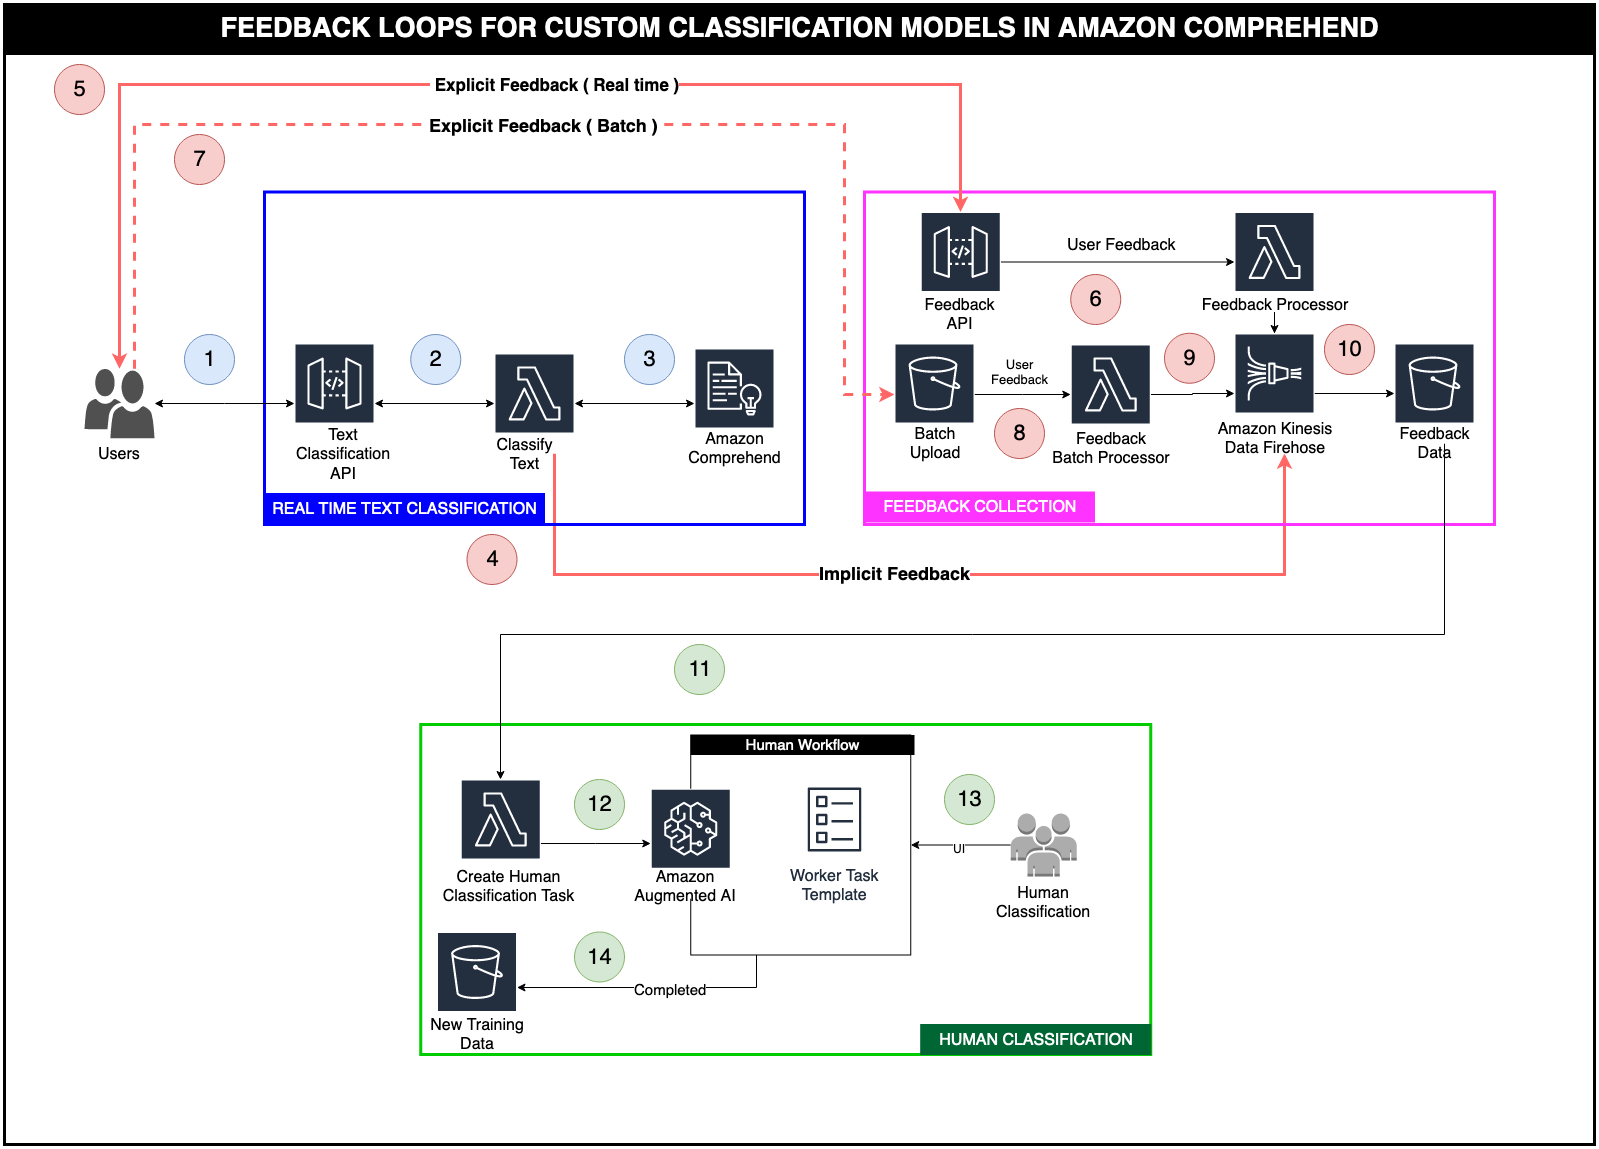 FEEDBACK LOOPS FOR CUSTOM CLASSIFICATION MODELS IN AMAZON COMPREHEND
5
Explicit Feedback ( Real time )
Explicit Feedback ( Batch )
7
1
2
3
Users
Text
Classification
API
Classify
Text
Amazon
Comprehend
REAL TIME TEXT CLASSIFICATION
User Feedback
6
Feedback
API
Feedback Processor
User
Feedback
8
9
10
Batch
Upload
Feedback
Batch Processor
Amazon Kinesis
Data Firehose
Feedback
Data
FEEDBACK COLLECTION
4
Implicit Feedback
11
Human Workflow
12
13
UI
Create Human
Classification Task
Amazon
Augmented AI
Worker Task
Template
Human
Classification
14
Completed
New Training
Data
HUMAN CLASSIFICATION